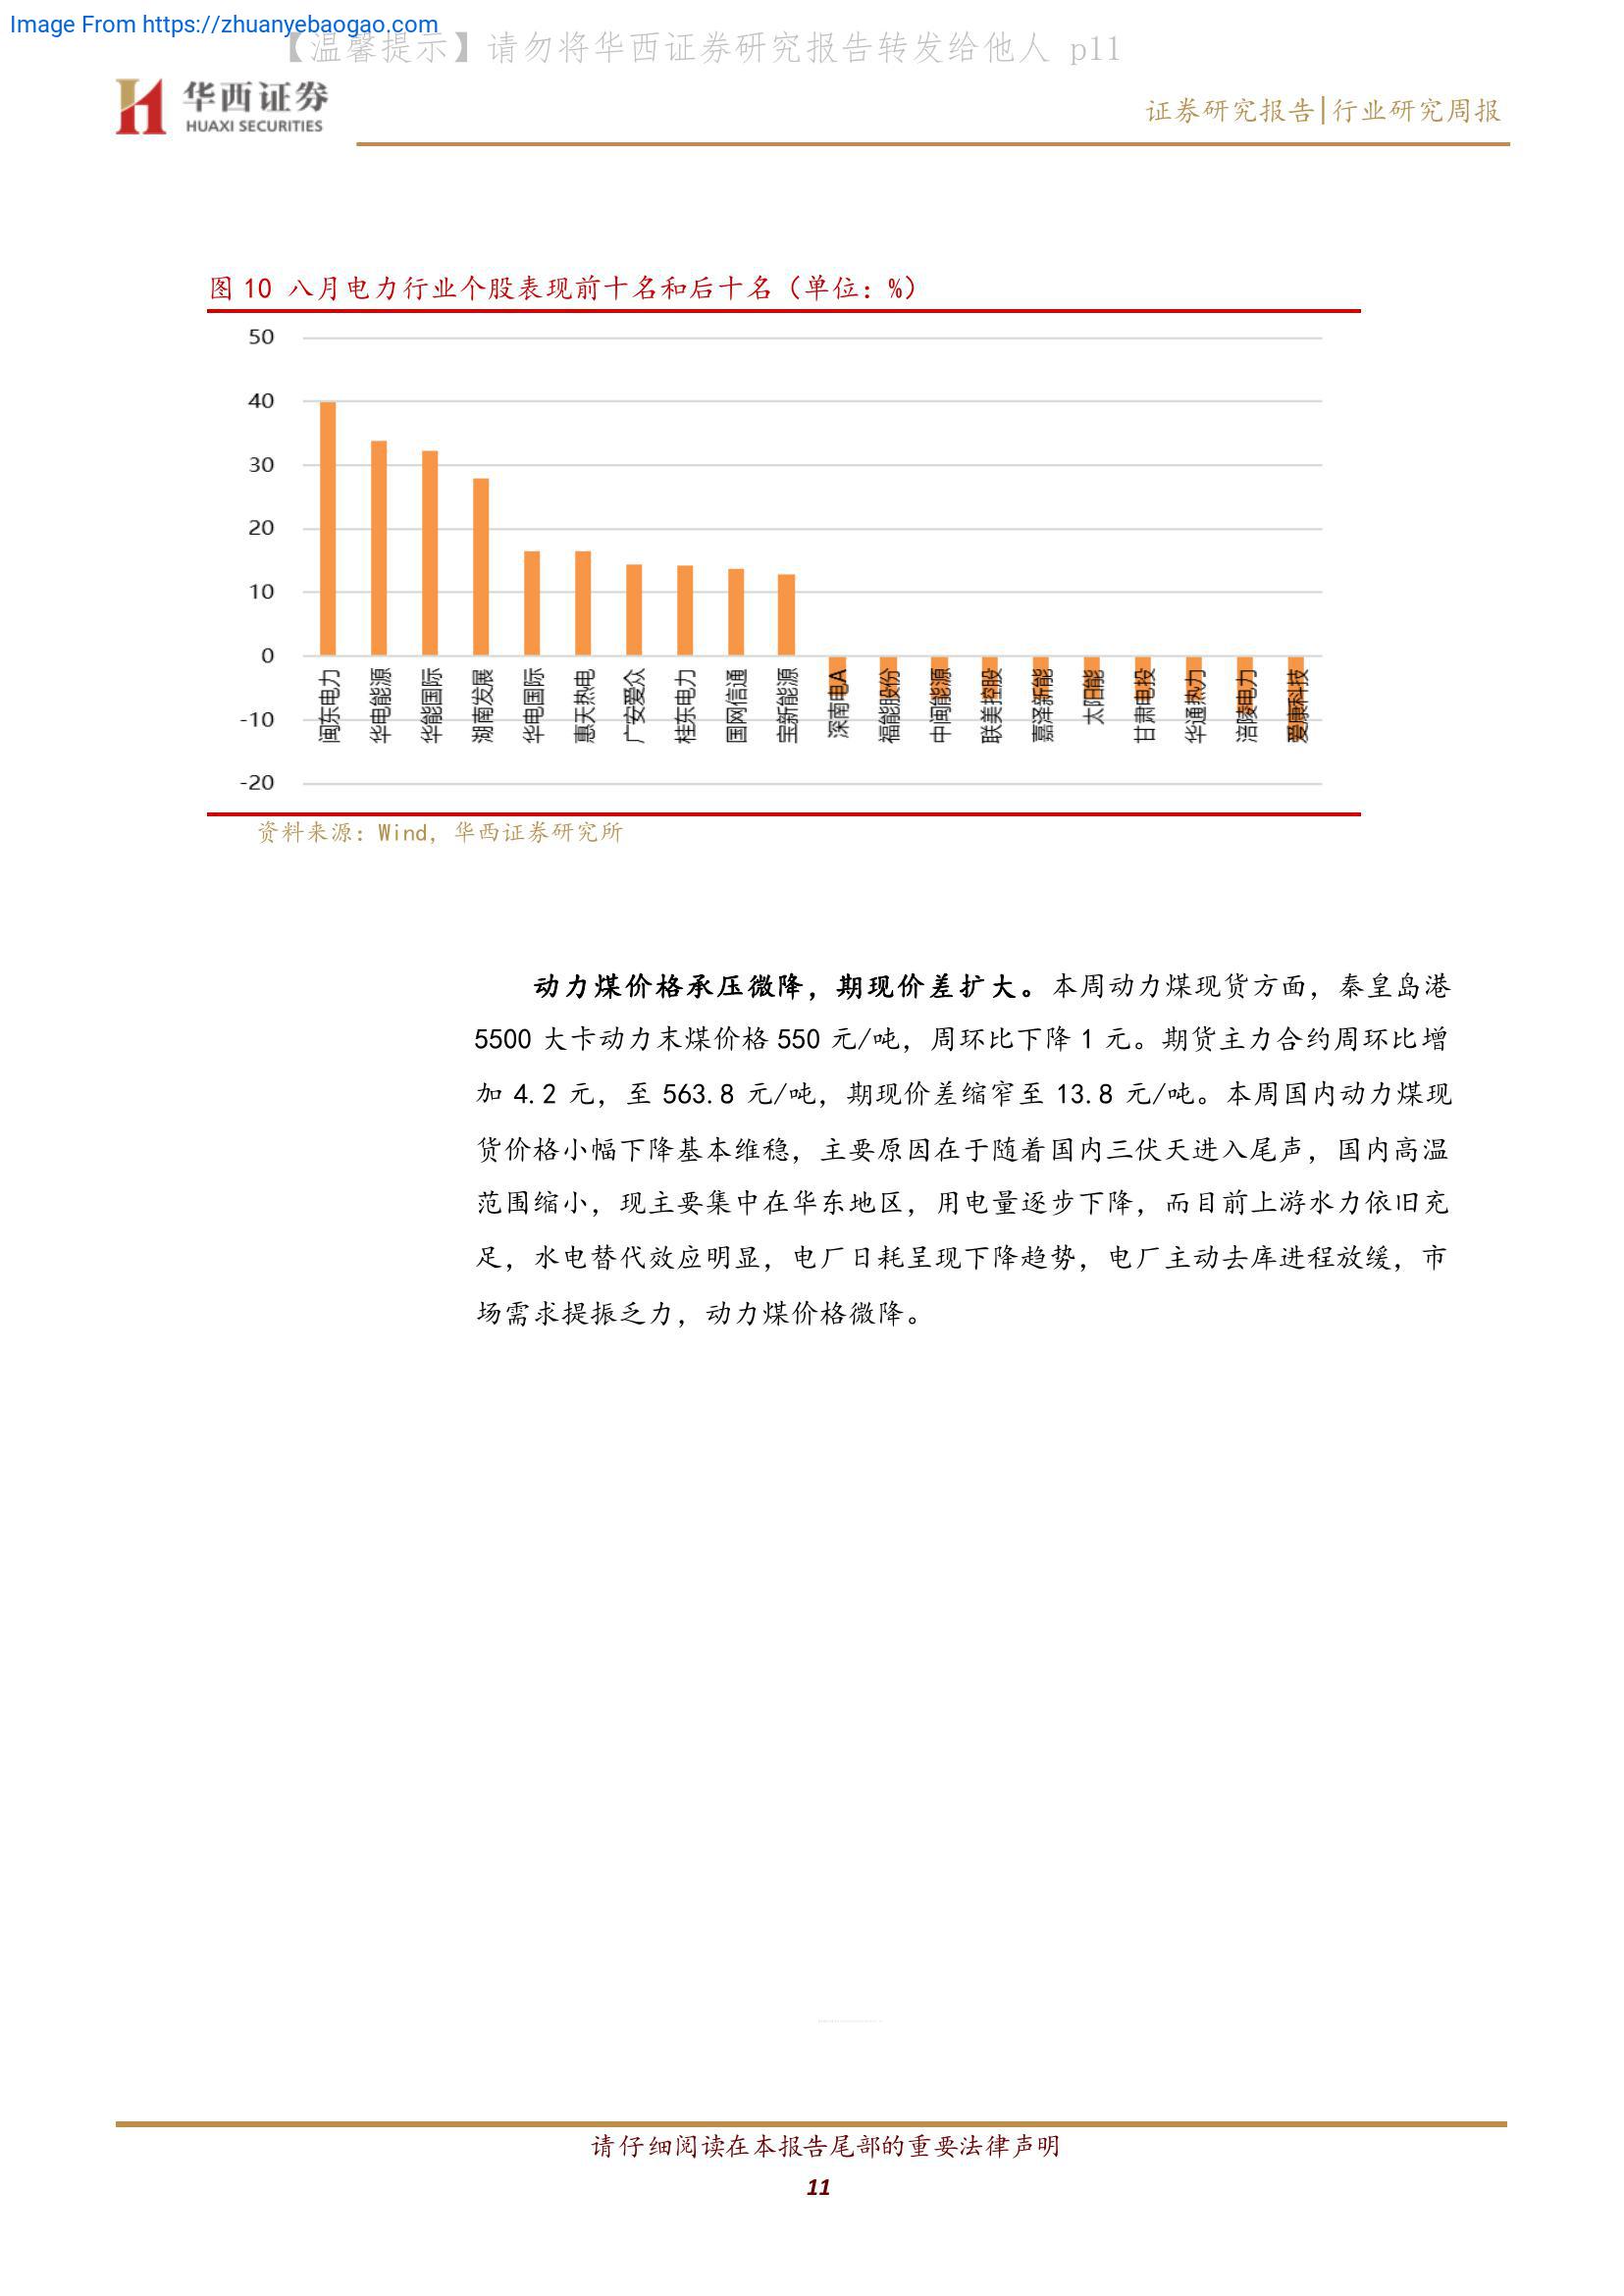 Image From https://zhuanyebaogao.com
【温馨提示】请勿将华西证券研究报告转发给他人 p11
华西证券
HUAXI SECURITIES
证券研究报告|行业研究周报
图 10 八月电力行业个股表现前十名和后十名（单位：%）
50
40
30
20
10
0
-10
-20
闽东电力
华电能源
华能国际
湖南发展
华电国际
惠天热电
广安爱众
桂东电力
国网信通
宝新能源
深南电A
福能股份
中闽能源
联美控股
嘉泽新能
太阳能
甘肃电投
华通热力
涪陵电力
爱康科技
资料来源：Wind，华西证券研究所
动力煤价格承压微降，期现价差扩大。本周动力煤现货方面，秦皇岛港
5500 大卡动力末煤价格 550 元/吨，周环比下降 1 元。期货主力合约周环比增
加 4.2 元，至 563.8 元/吨，期现价差缩窄至 13.8 元/吨。本周国内动力煤现
货价格小幅下降基本维稳，主要原因在于随着国内三伏天进入尾声，国内高温
范围缩小，现主要集中在华东地区，用电量逐步下降，而目前上游水力依旧充
足，水电替代效应明显，电厂日耗呈现下降趋势，电厂主动去库进程放缓，市
场需求提振乏力，动力煤价格微降。
请仔细阅读在本报告尾部的重要法律声明
11